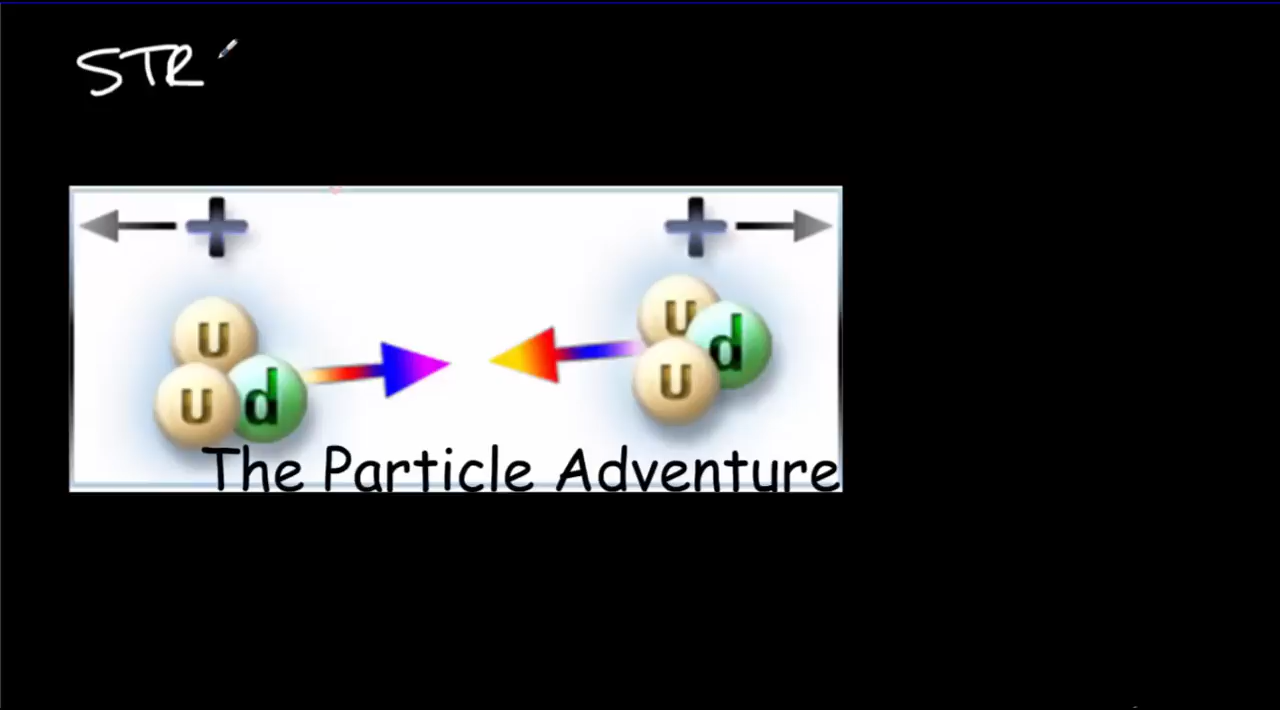 STR
+ +
u u
u d u d
The Particle Adventure